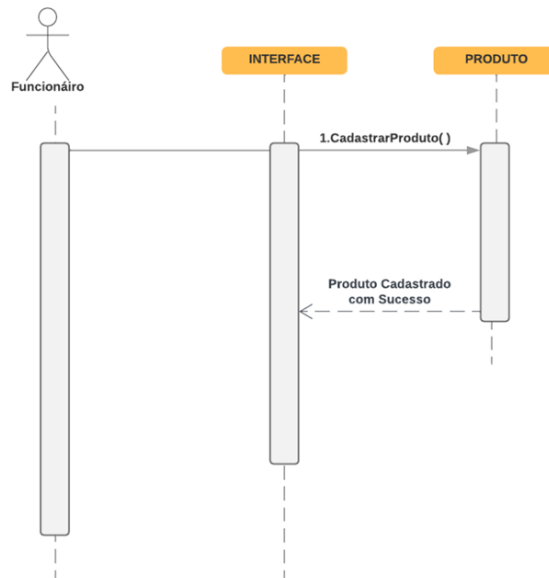 Funcionáiro
INTERFACE
PRODUTO
1.CadastrarProduto( )
Produto Cadastrado
com Sucesso